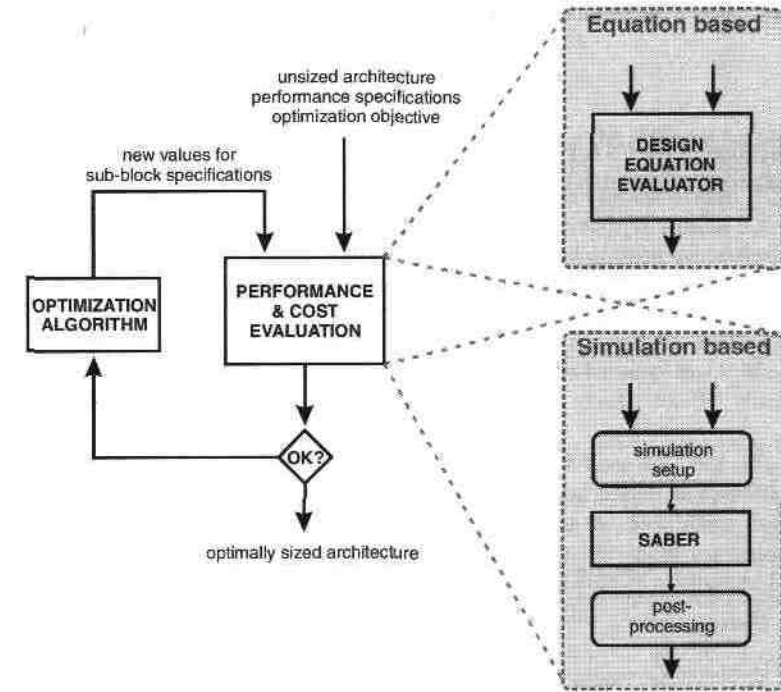 unsized architecture
performance specifications
optimization objective
new values for
sub-block specifications
OPTIMIZATION
ALGORITHM
PERFORMANCE
& COST
EVALUATION
OK?
optimally sized architecture
Equation based
DESIGN
EQUATION
EVALUATOR
Simulation based
simulation
setup
SABER
post-
processing